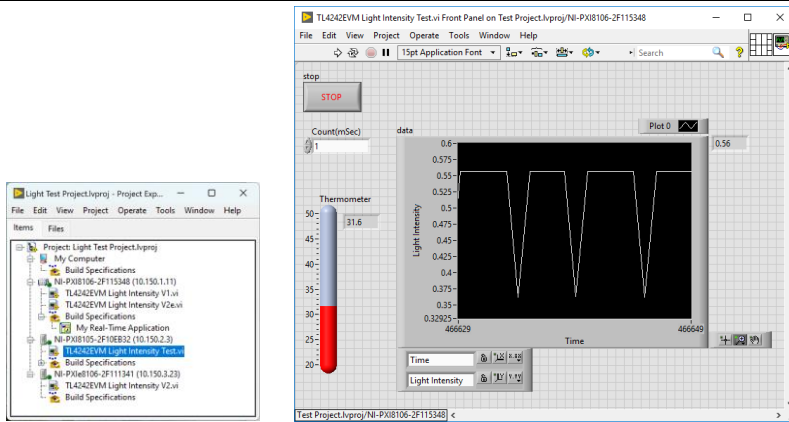 Light Test Project.lvproj - Project Exp...
File Edit View Project Operate Tools Window Help
Items Files
Project: Light Test Project.lvproj
My Computer
Build Specifications
NI-PXI8106-2F115348 (10.150.1.11)
TL4242EVM Light Intensity V1.vi
TL4242EVM Light Intensity V2e.vi
Build Specifications
My Real-Time Application
NI-PXI8105-2F10EB32 (10.150.2.3)
TL4242EVM Light Intensity Test.vi
Build Specifications
NI-PXIe8106-2F111341 (10.150.3.23)
TL4242EVM Light Intensity V2.vi
Build Specifications
TL4242EVM Light Intensity Test.vi Front Panel on Test Project.lvproj/NI-PXI8106-2F115348
File Edit View Project Operate Tools Window Help
15pt Application Font Search
stop
STOP
Count(mSec)
1
Thermometer
31.6
50
45
40
35
30
25
20
data
Plot 0
0.56
Light Intensity
0.6
0.575
0.55
0.525
0.5
0.475
0.45
0.425
0.4
0.375
0.35
0.32925
466629 466649
Time
Time
Light Intensity
Test Project.lvproj/NI-PXI8106-2F115348